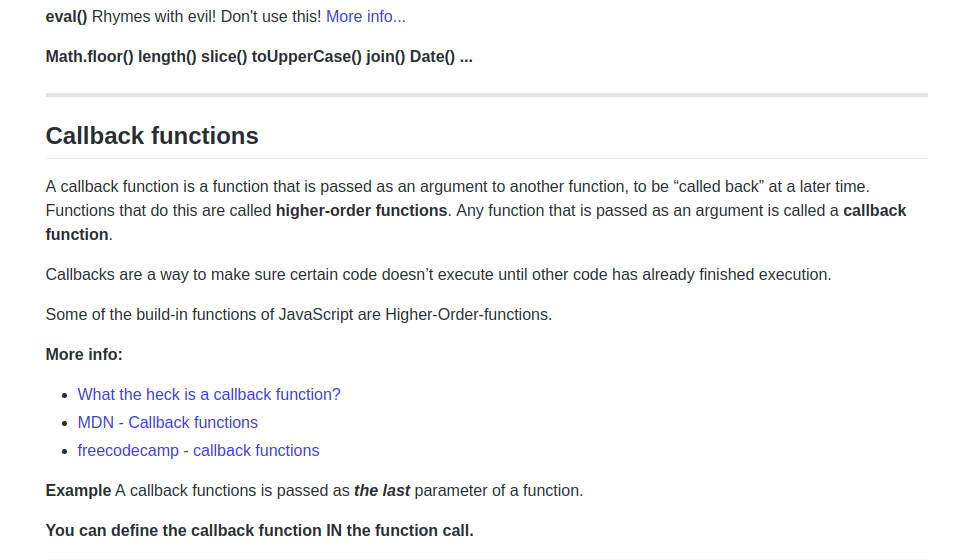 eval() Rhymes with evil! Don't use this! More info...
Math.floor() length() slice() toUpperCase() join() Date() ...
Callback functions
A callback function is a function that is passed as an argument to another function, to be “called back” at a later time.
Functions that do this are called higher-order functions. Any function that is passed as an argument is called a callback
function.
Callbacks are a way to make sure certain code doesn’t execute until other code has already finished execution.
Some of the build-in functions of JavaScript are Higher-Order-functions.
More info:
• What the heck is a callback function?
• MDN - Callback functions
• freecodecamp - callback functions
Example A callback functions is passed as the last parameter of a function.
You can define the callback function IN the function call.